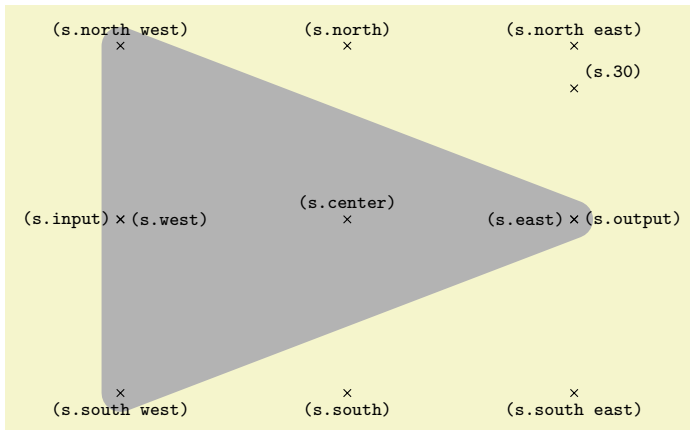 (s.north west) (s.north) (s.north east)
(s.30)
(s.center)
(s.input) (s.west) (s.east) (s.output)
(s.south west) (s.south) (s.south east)